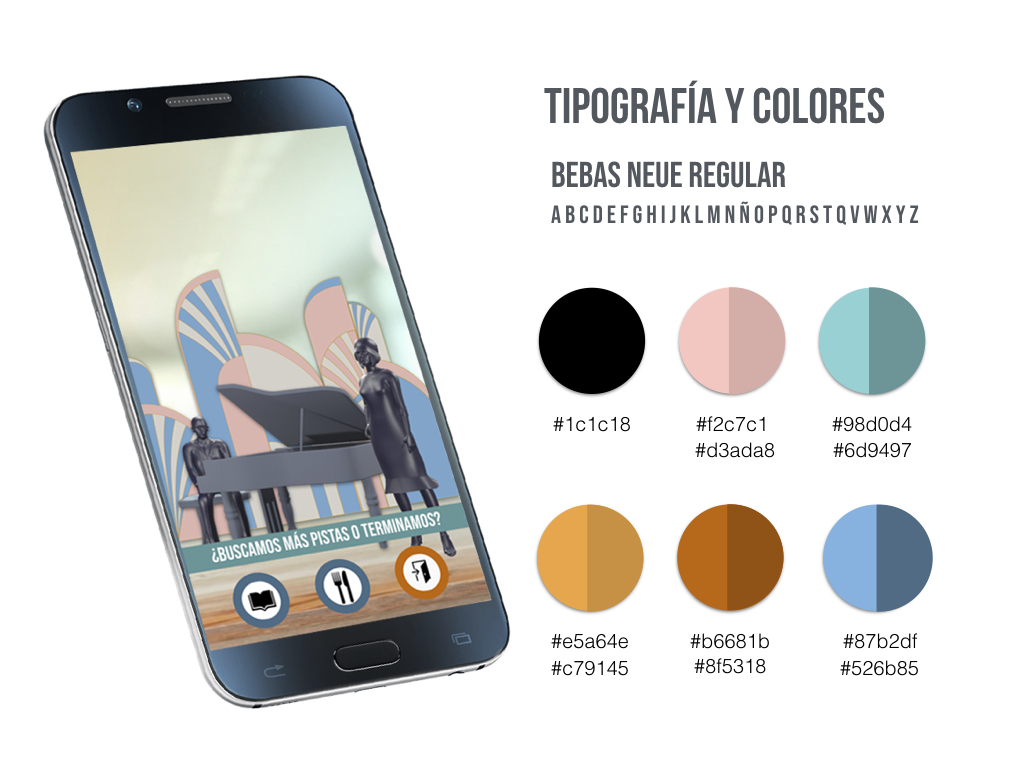 TIPOGRAFÍA Y COLORES
BEBAS NEUE REGULAR
ABCDEFGHIJKLMNÑOPQRSTQVWXYZ
#1c1c18
#f2c7c1
#d3ada8
#98d0d4
#6d9497
#e5a64e
#c79145
#b6681b
#8f5318
#87b2df
#526b85
¿BUSCAMOS MÁS PISTAS O TERMINAMOS?